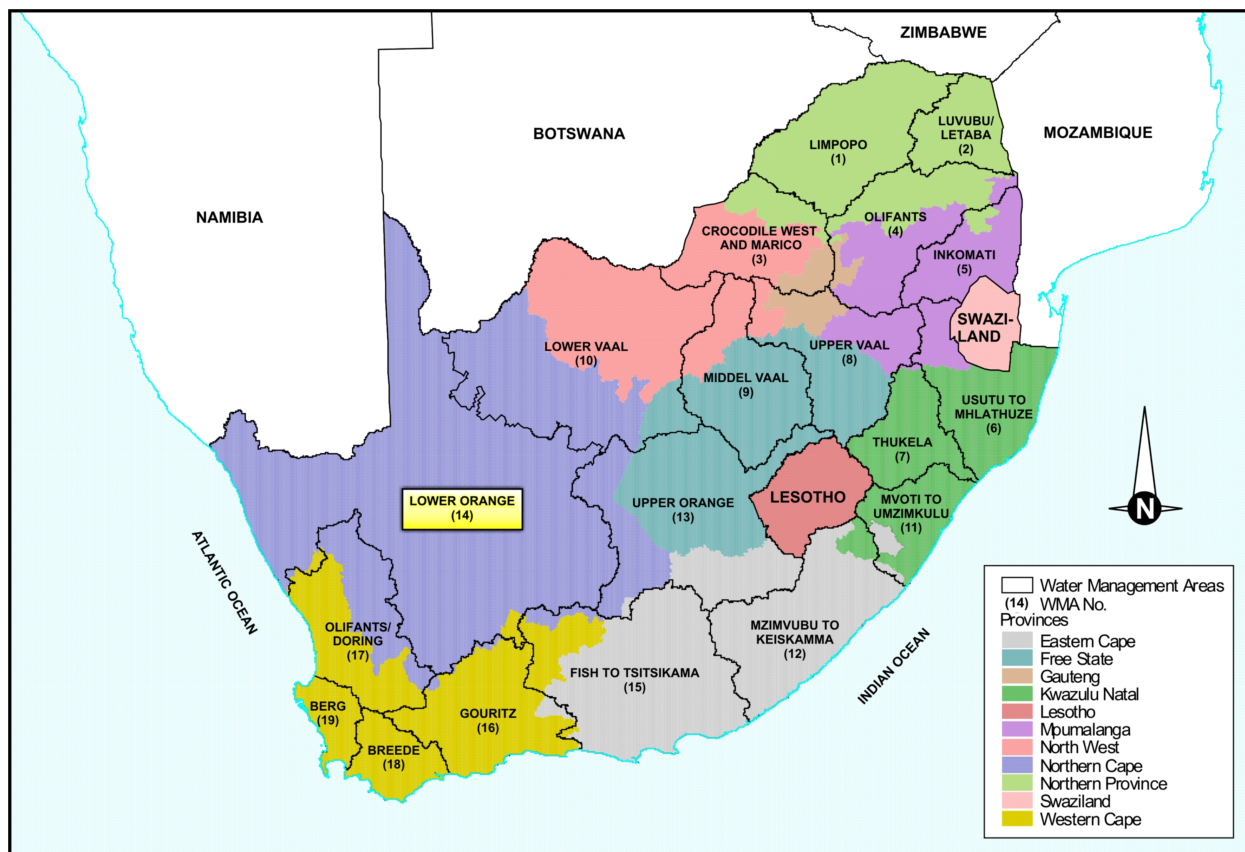 ZIMBABWE
BOTSWANA
MOZAMBIQUE
NAMIBIA
LUVUBU/
LETABA
(2)
LIMPOPO
(1)
OLIFANTS
(4)
CROCODILE WEST
AND MARICO
(3)
INKOMATI
(5)
SWAZI-
LAND
LOWER VAAL
(10)
UPPER VAAL
(8)
MIDDEL VAAL
(9)
USUTU TO
MHLATHUZE
(6)
THUKELA
(7)
LOWER ORANGE
(14)
UPPER ORANGE
(13)
LESOTHO
MVOTI TO
UMZIMKULU
(11)
N
ATLANTIC OCEAN
OLIFANTS/
DORING
(17)
MZIMVUBU TO
KEISKAMMA
(12)
FISH TO TSITSIKAMA
(15)
INDIAN OCEAN
BERG
(19)
GOURITZ
(16)
BREEDE
(18)
Water Management Areas
(14) WMA No.
Provinces
Eastern Cape
Free State
Gauteng
Kwazulu Natal
Lesotho
Mpumalanga
North West
Northern Cape
Northern Province
Swaziland
Western Cape